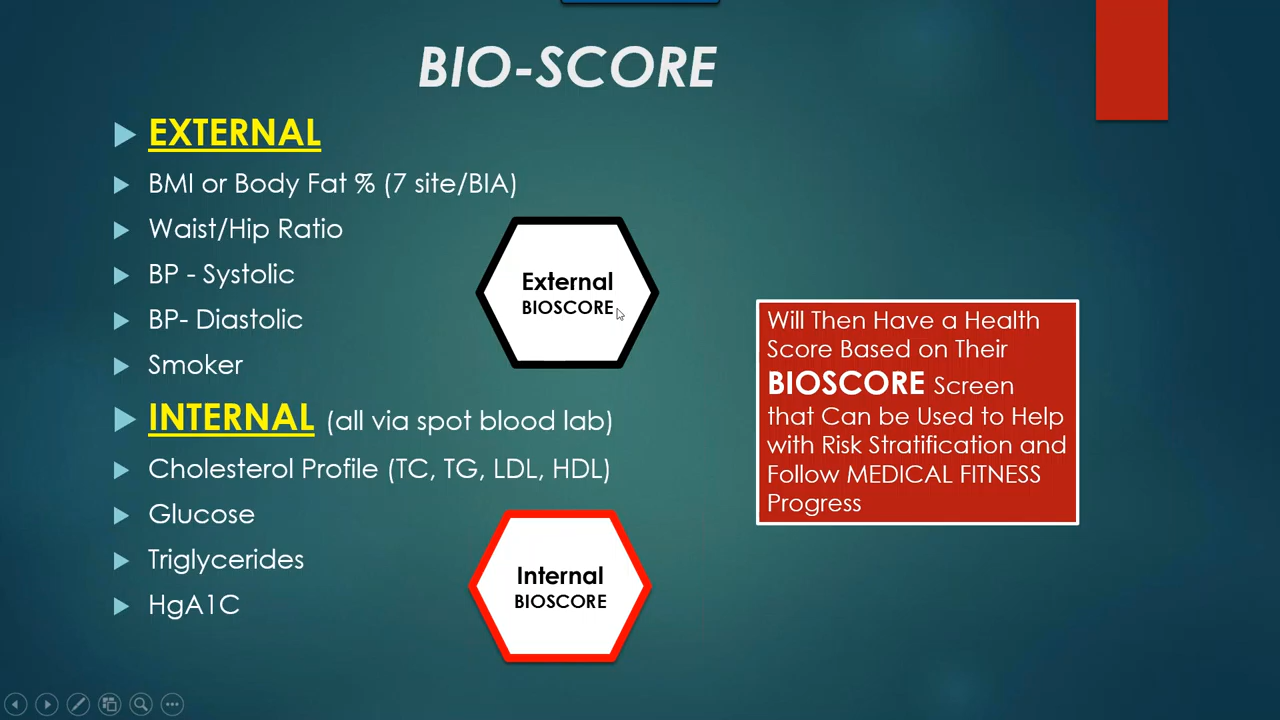 BIO-SCORE
EXTERNAL
BMI or Body Fat % (7 site/BIA)
Waist/Hip Ratio
BP - Systolic
BP- Diastolic
Smoker
INTERNAL (all via spot blood lab)
Cholesterol Profile (TC, TG, LDL, HDL)
Glucose
Triglycerides
HgA1C
External
BIOSCORE
Internal
BIOSCORE
Will Then Have a Health
Score Based on Their
BIOSCORE Screen
that Can be Used to Help
with Risk Stratification and
Follow MEDICAL FITNESS
Progress